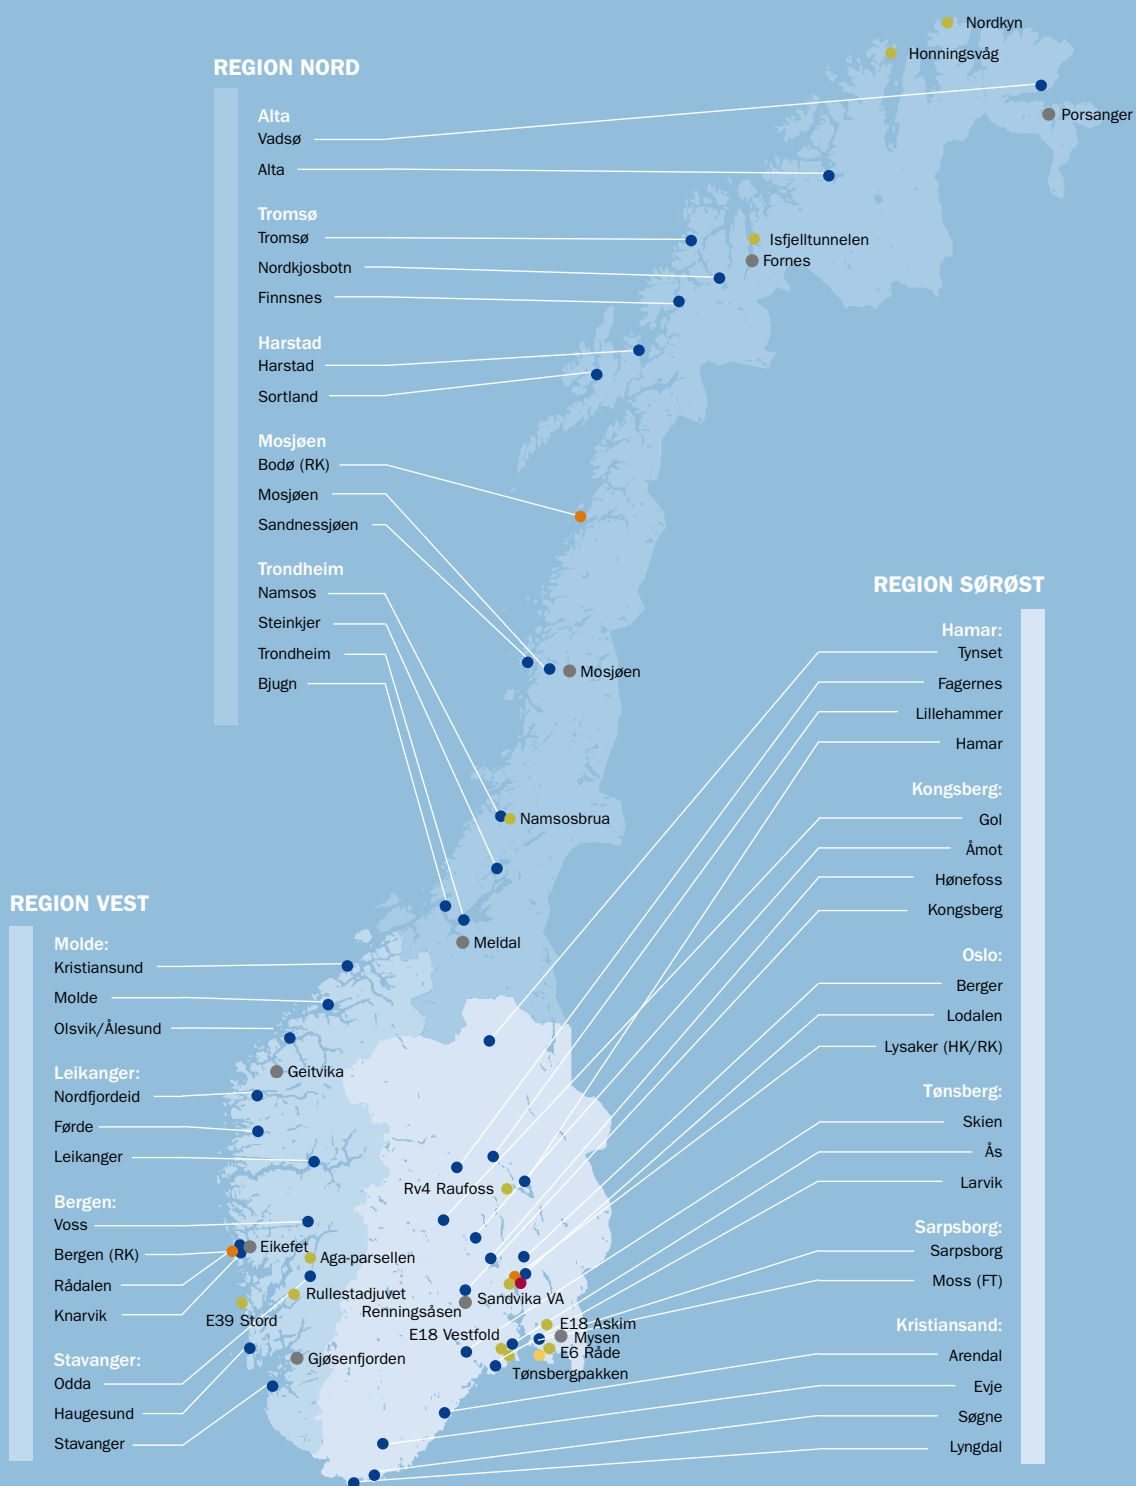 REGION NORD
Alta
Vadsø
Alta
Tromsø
Tromsø
Nordkjosbotn
Finnsnes
Harstad
Harstad
Sortland
Mosjøen
Bodø (RK)
Mosjøen
Sandnessjøen
Trondheim
Namsos
Steinkjer
Trondheim
Bjugn
Nordkyn
Honningsvåg
Porsanger
Isfjelltunnelen
Fornes
Mosjøen
Namsosbrua
Meldal
REGION VEST
Molde:
Kristiansund
Molde
Olsvik/Ålesund
Leikanger:
Nordfjordeid
Førde
Leikanger
Bergen:
Voss
Bergen (RK)
Rådalen
Knarvik
Stavanger:
Odda
Haugesund
Stavanger
Geitvika
Eikefet
Aga-parsellen
Rullestadjuvet
E39 Stord
Gjøsenfjorden
Rv4 Raufoss
Renningsåsen
Sandvika VA
E18 Vestfold
E18 Askim
Mysen
E6 Råde
Tønsbergpakken
REGION SØRØST
Hamar:
Tynset
Fagernes
Lillehammer
Hamar
Kongsberg:
Gol
Åmot
Hønefoss
Kongsberg
Oslo:
Berger
Lodalen
Lysaker (HK/RK)
Tønsberg:
Skien
Ås
Larvik
Sarpsborg:
Sarpsborg
Moss (FT)
Kristiansand:
Arendal
Evje
Søgne
Lyngdal